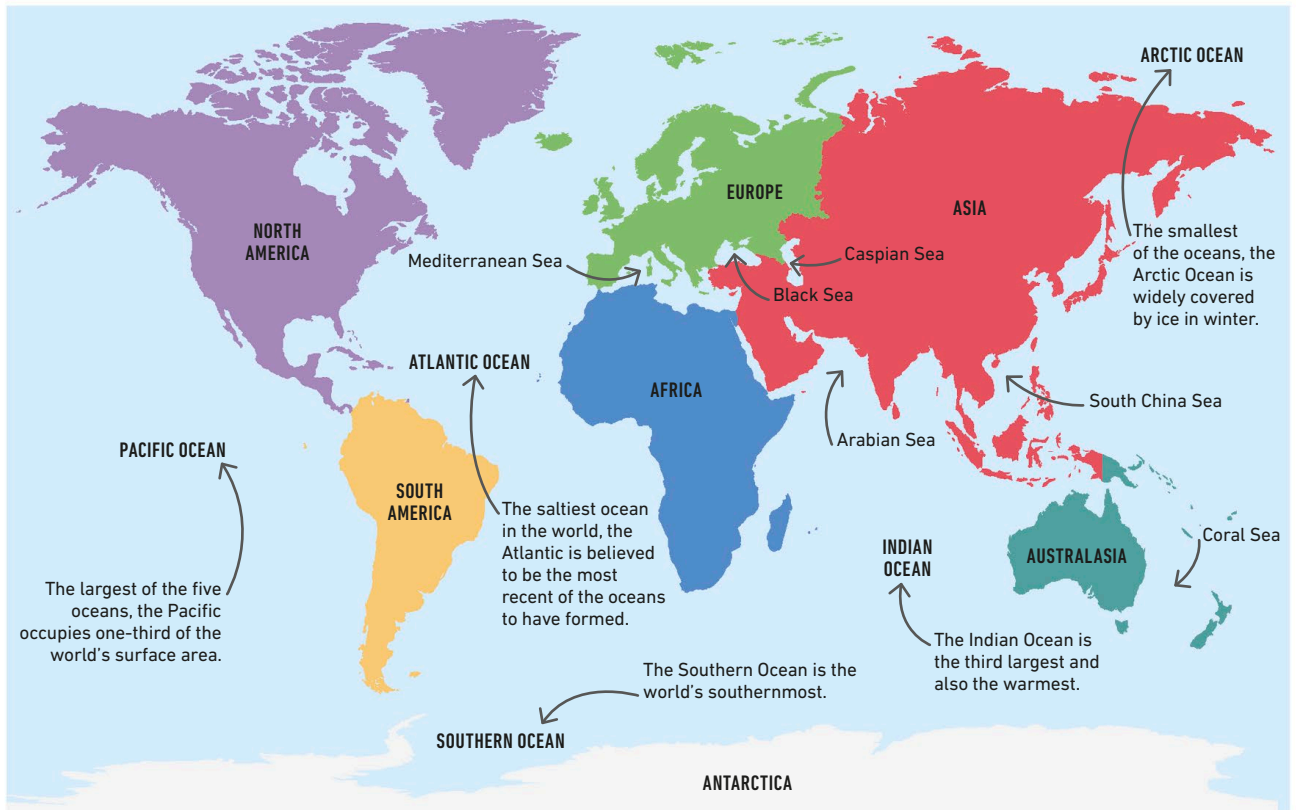 ARCTIC OCEAN
The smallest
of the oceans, the
Arctic Ocean is
widely covered
by ice in winter.
NORTH
AMERICA
EUROPE
ASIA
Mediterranean Sea
Black Sea
Caspian Sea
ATLANTIC OCEAN
The saltiest ocean
in the world, the
Atlantic is believed
to be the most
recent of the oceans
to have formed.
AFRICA
Arabian Sea
South China Sea
PACIFIC OCEAN
The largest of the five
oceans, the Pacific
occupies one-third of the
world's surface area.
SOUTH
AMERICA
INDIAN
OCEAN
The Indian Ocean is
the third largest and
also the warmest.
AUSTRALASIA
Coral Sea
The Southern Ocean is the
world's southernmost.
SOUTHERN OCEAN
ANTARCTICA